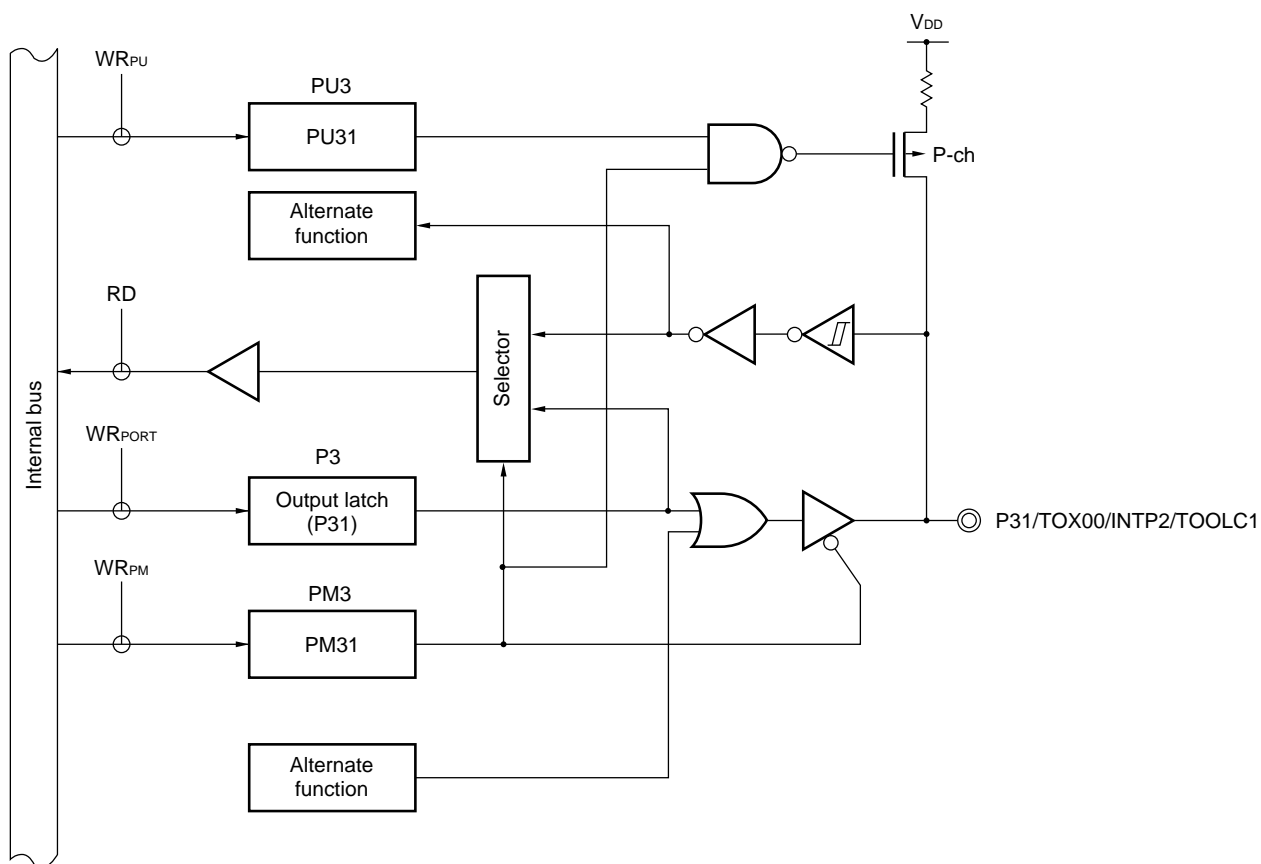 VDD
WRPU
PU3
PU31
P-ch
Alternate
function
RD
Selector
Internal bus
WRPORT
P3
Output latch
(P31)
P31/TOX00/INTP2/TOOLC1
WRPM
PM3
PM31
Alternate
function